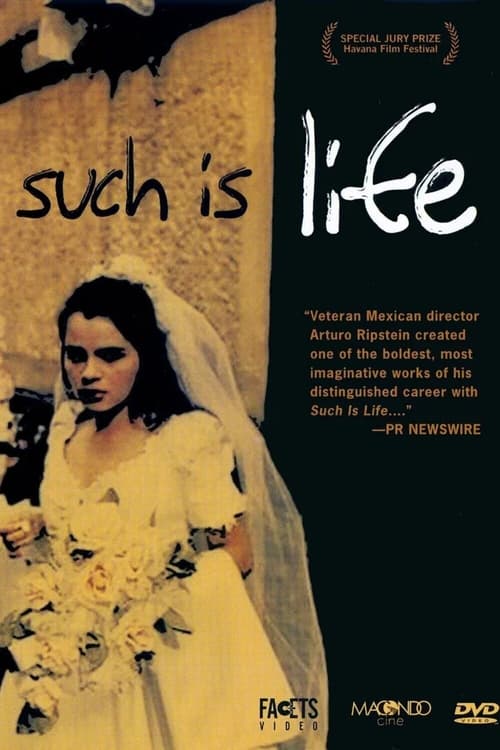 SPECIAL JURY PRIZE
Havana Film Festival
such is life
“Veteran Mexican director
Arturo Ripstein created
one of the boldest, most
imaginative works of his
distinguished career with
Such Is Life....”
—PR NEWSWIRE
FACETS
VIDEO
MACONDO
cine
DVD
VIDEO